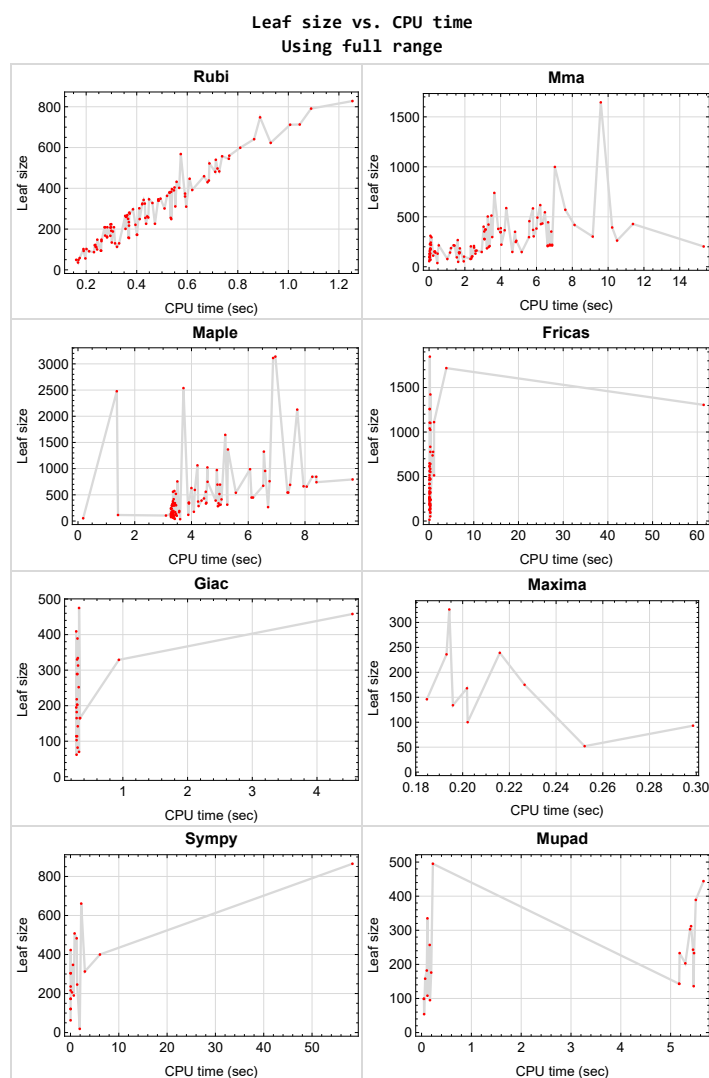 Leaf size vs. CPU time
Using full range
Rubi
Leaf size
800
600
400
200
0
0.2 0.4 0.6 0.8 1.0 1.2
CPU time (sec)
Mma
Leaf size
1500
1000
500
0
0 2 4 6 8 10 12 14
CPU time (sec)
Maple
Leaf size
3000
2500
2000
1500
1000
500
0
0 2 4 6 8
CPU time (sec)
Fricas
Leaf size
1500
1000
500
0
0 10 20 30 40 50 60
CPU time (sec)
Giac
Leaf size
500
400
300
200
100
0
1 2 3 4
CPU time (sec)
Maxima
Leaf size
300
250
200
150
100
50
0
0.18 0.20 0.22 0.24 0.26 0.28 0.30
CPU time (sec)
Sympy
Leaf size
800
600
400
200
0
0 10 20 30 40 50
CPU time (sec)
Mupad
Leaf size
500
400
300
200
100
0
0 1 2 3 4 5
CPU time (sec)